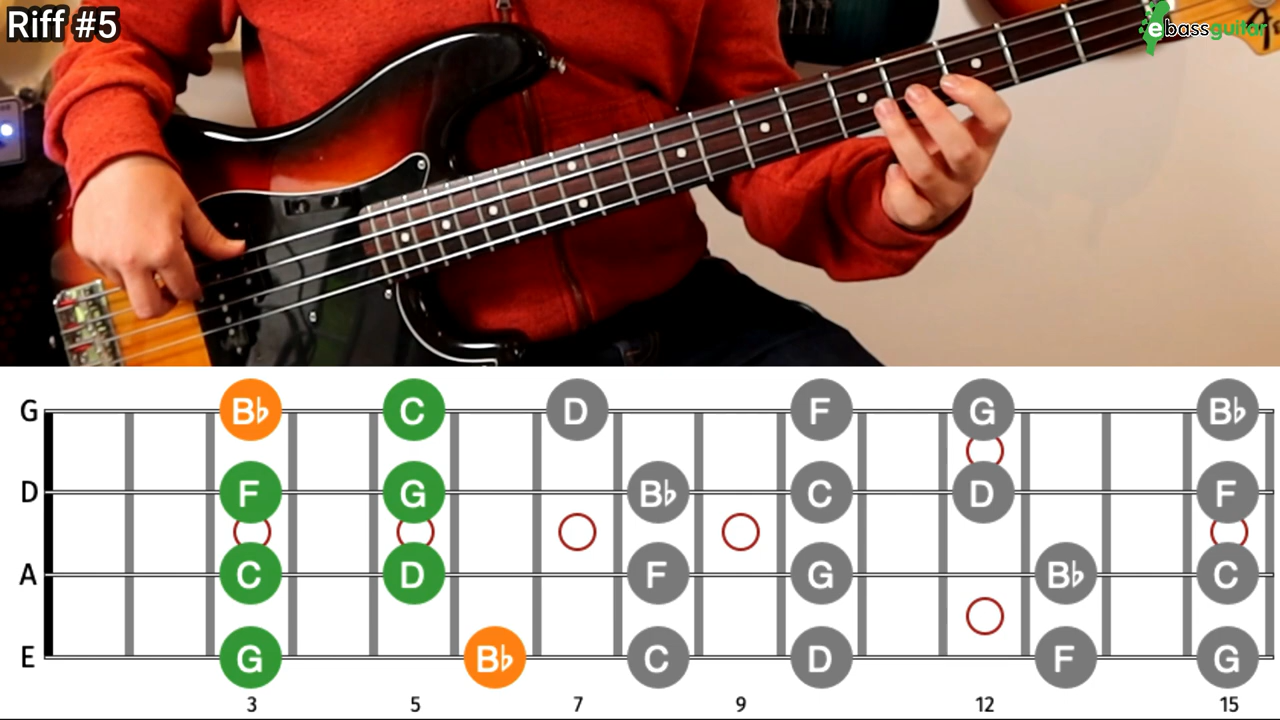 Riff #5
ebassguitar
G B♭ C D F G B♭
D F G B♭ C D F
A C D F G B♭ C
E G B♭ C D F G
3 5 7 9 12 15